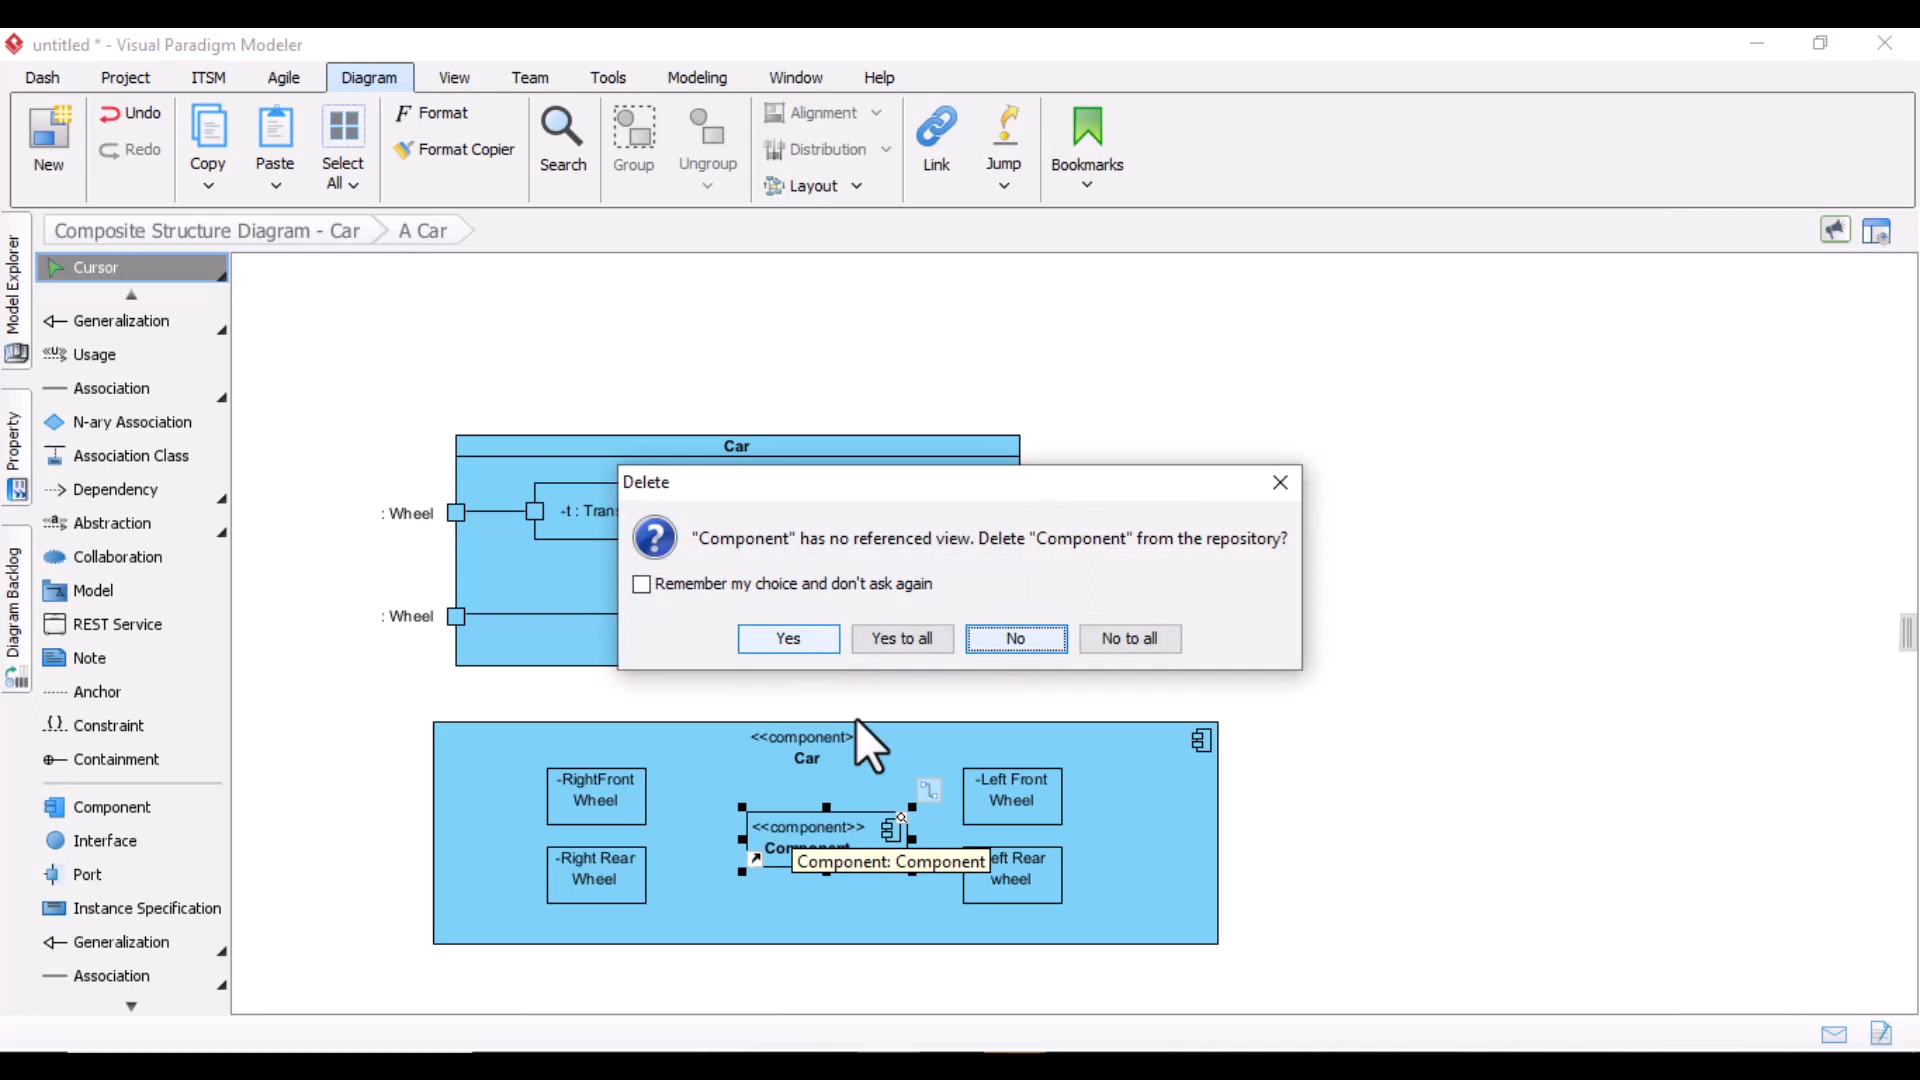 untitled * - Visual Paradigm Modeler
Dash Project ITSM Agile Diagram View Team Tools Modeling Window Help
New
Undo
Redo
Copy
Paste
Select
All
Format
Format Copier
Search
Group
Ungroup
Alignment
Distribution
Layout
Link
Jump
Bookmarks
Composite Structure Diagram - Car A Car
Model Explorer
Property
Diagram Backlog
Cursor
Generalization
«U» Usage
Association
N-ary Association
Association Class
Dependency
«a» Abstraction
Collaboration
Model
REST Service
Note
Anchor
{} Constraint
Containment
Component
Interface
Port
Instance Specification
Generalization
Association
Car
: Wheel
-t : Trans
: Wheel
Delete
"Component" has no referenced view. Delete "Component" from the repository?
Remember my choice and don't ask again
Yes Yes to all No No to all
<<component>
Car
-RightFront
Wheel
-Left Front
Wheel
<<component>>
Component
Component: Component
-Right Rear
Wheel
eft Rear
wheel